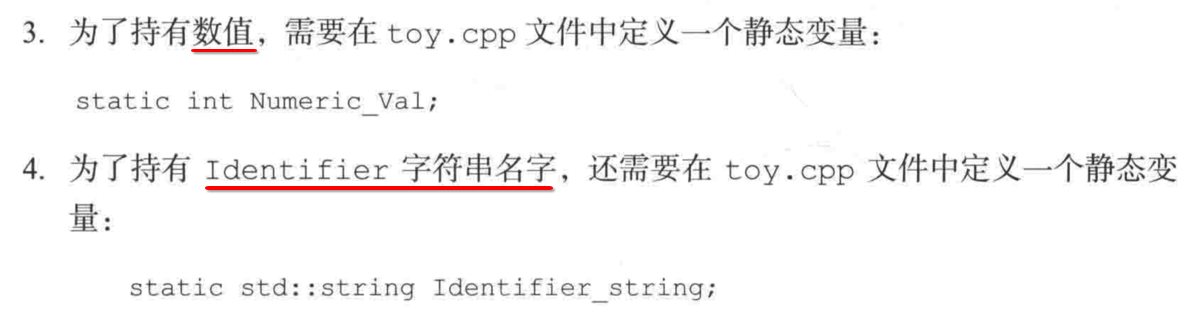 3. 为了持有数值，需要在 toy.cpp 文件中定义一个静态变量：
static int Numeric_Val;
4. 为了持有 Identifier 字符串名字，还需要在 toy.cpp 文件中定义一个静态变
量：
static std::string Identifier_string;